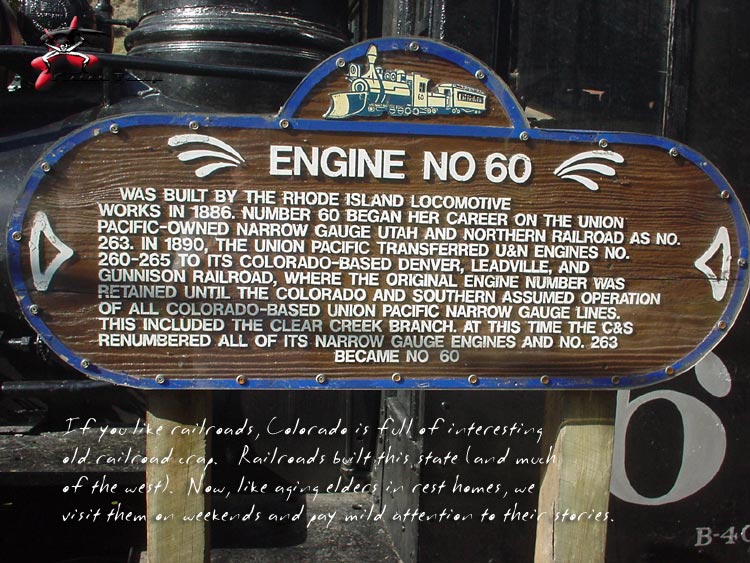 ENGINE NO 60
WAS BUILT BY THE RHODE ISLAND LOCOMOTIVE
WORKS IN 1886. NUMBER 60 BEGAN HER CAREER ON THE UNION
PACIFIC-OWNED NARROW GAUGE UTAH AND NORTHERN RAILROAD AS NO.
263. IN 1890, THE UNION PACIFIC TRANSFERRED U&N ENGINES NO.
260-265 TO ITS COLORADO-BASED DENVER, LEADVILLE, AND
GUNNISON RAILROAD, WHERE THE ORIGINAL ENGINE NUMBER WAS
RETAINED UNTIL THE COLORADO AND SOUTHERN ASSUMED OPERATION
OF ALL COLORADO-BASED UNION PACIFIC NARROW GAUGE LINES.
THIS INCLUDED THE CLEAR CREEK BRANCH. AT THIS TIME THE C&S
RENUMBERED ALL OF ITS NARROW GAUGE ENGINES AND NO. 263
BECAME NO 60
6
If you like railroads, Colorado is full of interesting
old railroad crap. Railroads built this state (and much
of the west). Now, like aging elders in rest homes, we
visit them on weekends and pay mild attention to their stories.
B-4